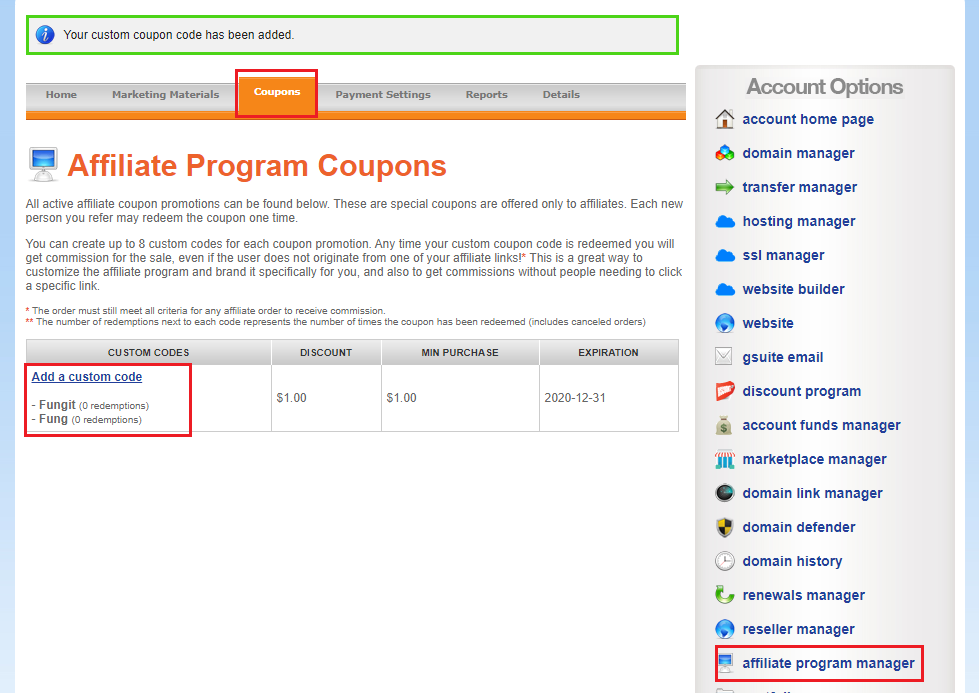 Your custom coupon code has been added.
Home Marketing Materials Coupons Payment Settings Reports Details
Affiliate Program Coupons
All active affiliate coupon promotions can be found below. These are special coupons are offered only to affiliates. Each new
person you refer may redeem the coupon one time.
You can create up to 8 custom codes for each coupon promotion. Any time your custom coupon code is redeemed you will
get commission for the sale, even if the user does not originate from one of your affiliate links!* This is a great way to
customize the affiliate program and brand it specifically for you, and also to get commissions without people needing to click
a specific link.
* The order must still meet all criteria for any affiliate order to receive commission.
** The number of redemptions next to each code represents the number of times the coupon has been redeemed (includes canceled orders)
CUSTOM CODES DISCOUNT MIN PURCHASE EXPIRATION
Add a custom code
- Fungit (0 redemptions)
- Fung (0 redemptions)
$1.00 $1.00 2020-12-31
Account Options
account home page
domain manager
transfer manager
hosting manager
ssl manager
website builder
website
gsuite email
discount program
account funds manager
marketplace manager
domain link manager
domain defender
domain history
renewals manager
reseller manager
affiliate program manager